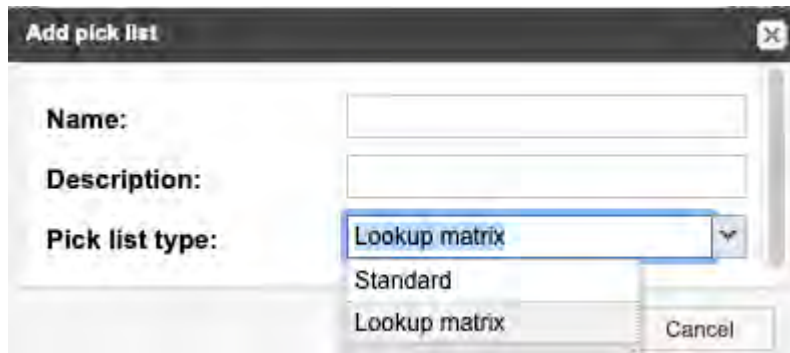 Add pick list
Name:
Description:
Pick list type:
Lookup matrix
Standard
Lookup matrix
Cancel